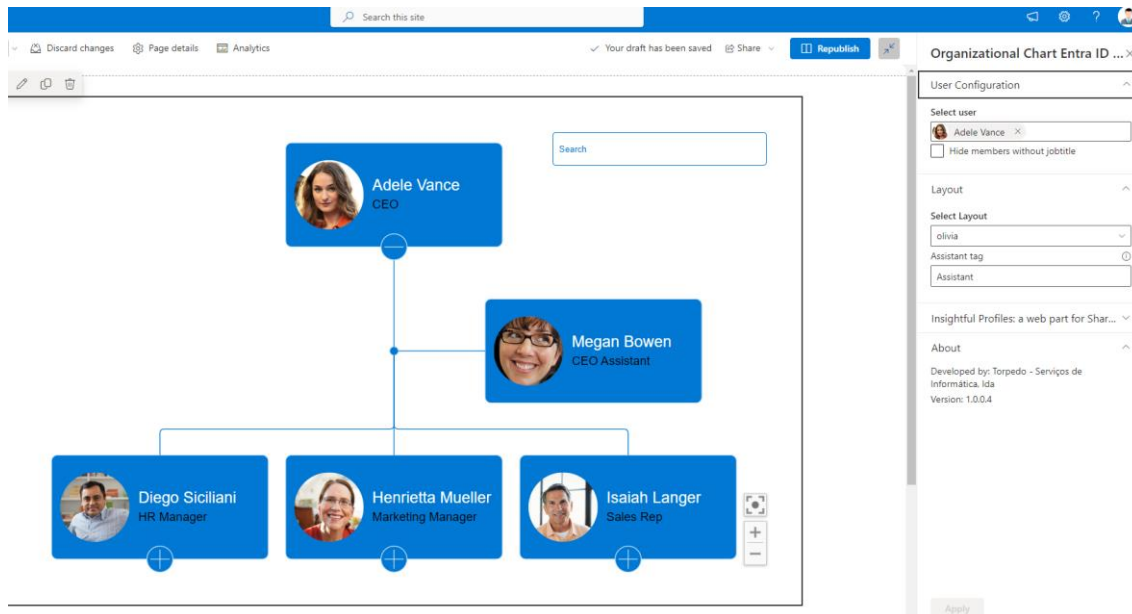 Search this site
Discard changes
Page details
Analytics
Your draft has been saved
Share
Republish
Organizational Chart Entra ID ...
User Configuration
Select user
Adele Vance
Hide members without jobtitle
Layout
Select Layout
olivia
Assistant tag
Assistant
Insightful Profiles: a web part for Shar...
About
Developed by: Torpedo - Serviços de
Informática, lda
Version: 1.0.0.4
Apply
Search
Adele Vance
CEO
Megan Bowen
CEO Assistant
Diego Siciliani
HR Manager
Henrietta Mueller
Marketing Manager
Isaiah Langer
Sales Rep